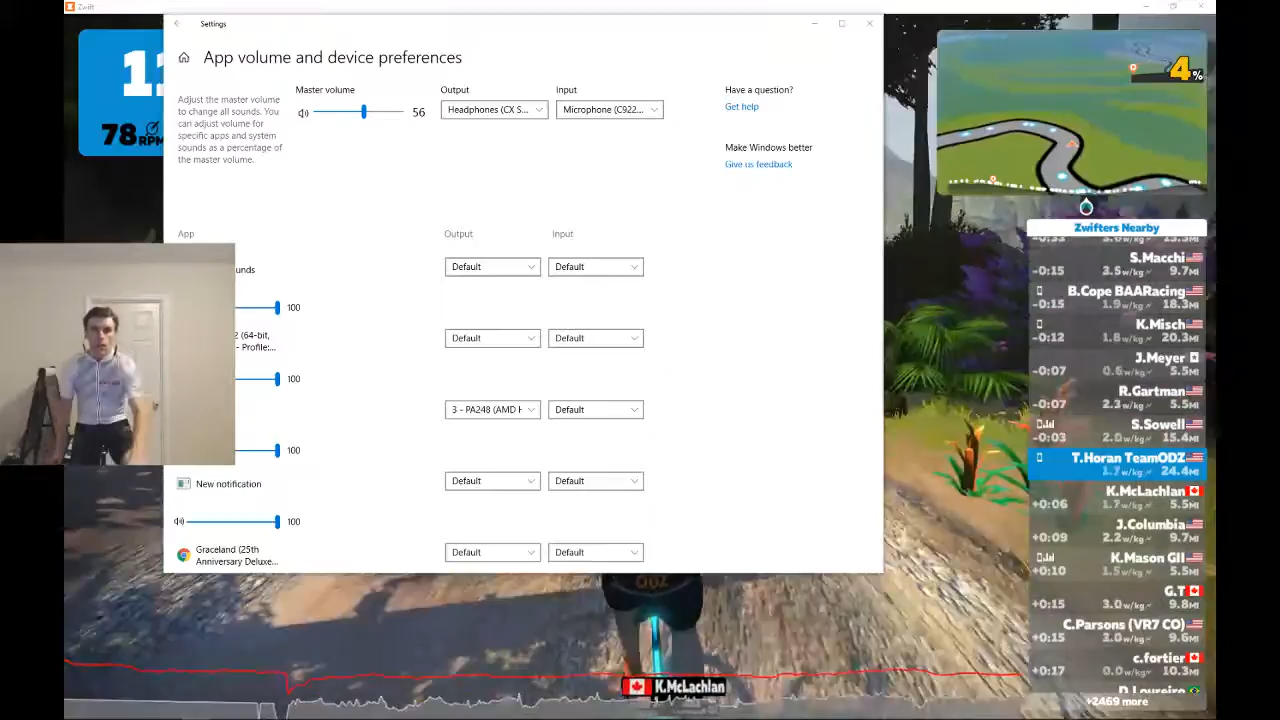 Zwift
Settings
App volume and device preferences
Adjust the master volume
to change all sounds. You
can adjust volume for
specific apps and system
sounds as a percentage of
the master volume.
Master volume
56
Output
Headphones (CX S...
Input
Microphone (C922...
Have a question?
Get help
Make Windows better
Give us feedback
App
Output
Input
unds
Default
Default
100
2 (64-bit,
- Profile:...
Default
Default
100
3 - PA248 (AMD H
Default
100
New notification
Default
Default
100
Graceland (25th
Anniversary Deluxe...
Default
Default
78 RPM
4%
Zwifters Nearby
S.Macchi
-0:15 3.5w/kg 9.7MI
B.Cope BAARacing
-0:15 1.9w/kg 18.3MI
K.Misch
-0:12 1.8w/kg 20.3MI
J.Meyer
-0:07 0.6w/kg 5.5MI
R.Gartman
-0:07 2.3w/kg 5.5MI
S.Sowell
-0:03 2.0w/kg 15.4MI
T.Horan TeamODZ
1.7w/kg 24.4MI
K.McLachlan
+0:06 1.7w/kg 5.5MI
J.Columbia
+0:09 2.2w/kg 9.7MI
K.Mason GII
+0:10 1.5w/kg 5.5MI
G.T
+0:15 3.0w/kg 9.8MI
C.Parsons (VR7 CO)
+0:15 2.0w/kg 9.6MI
c.fortier
+0:17 0.0w/kg 10.3MI
D.Loureiro
+2469 more
ODZ
K.McLachlan